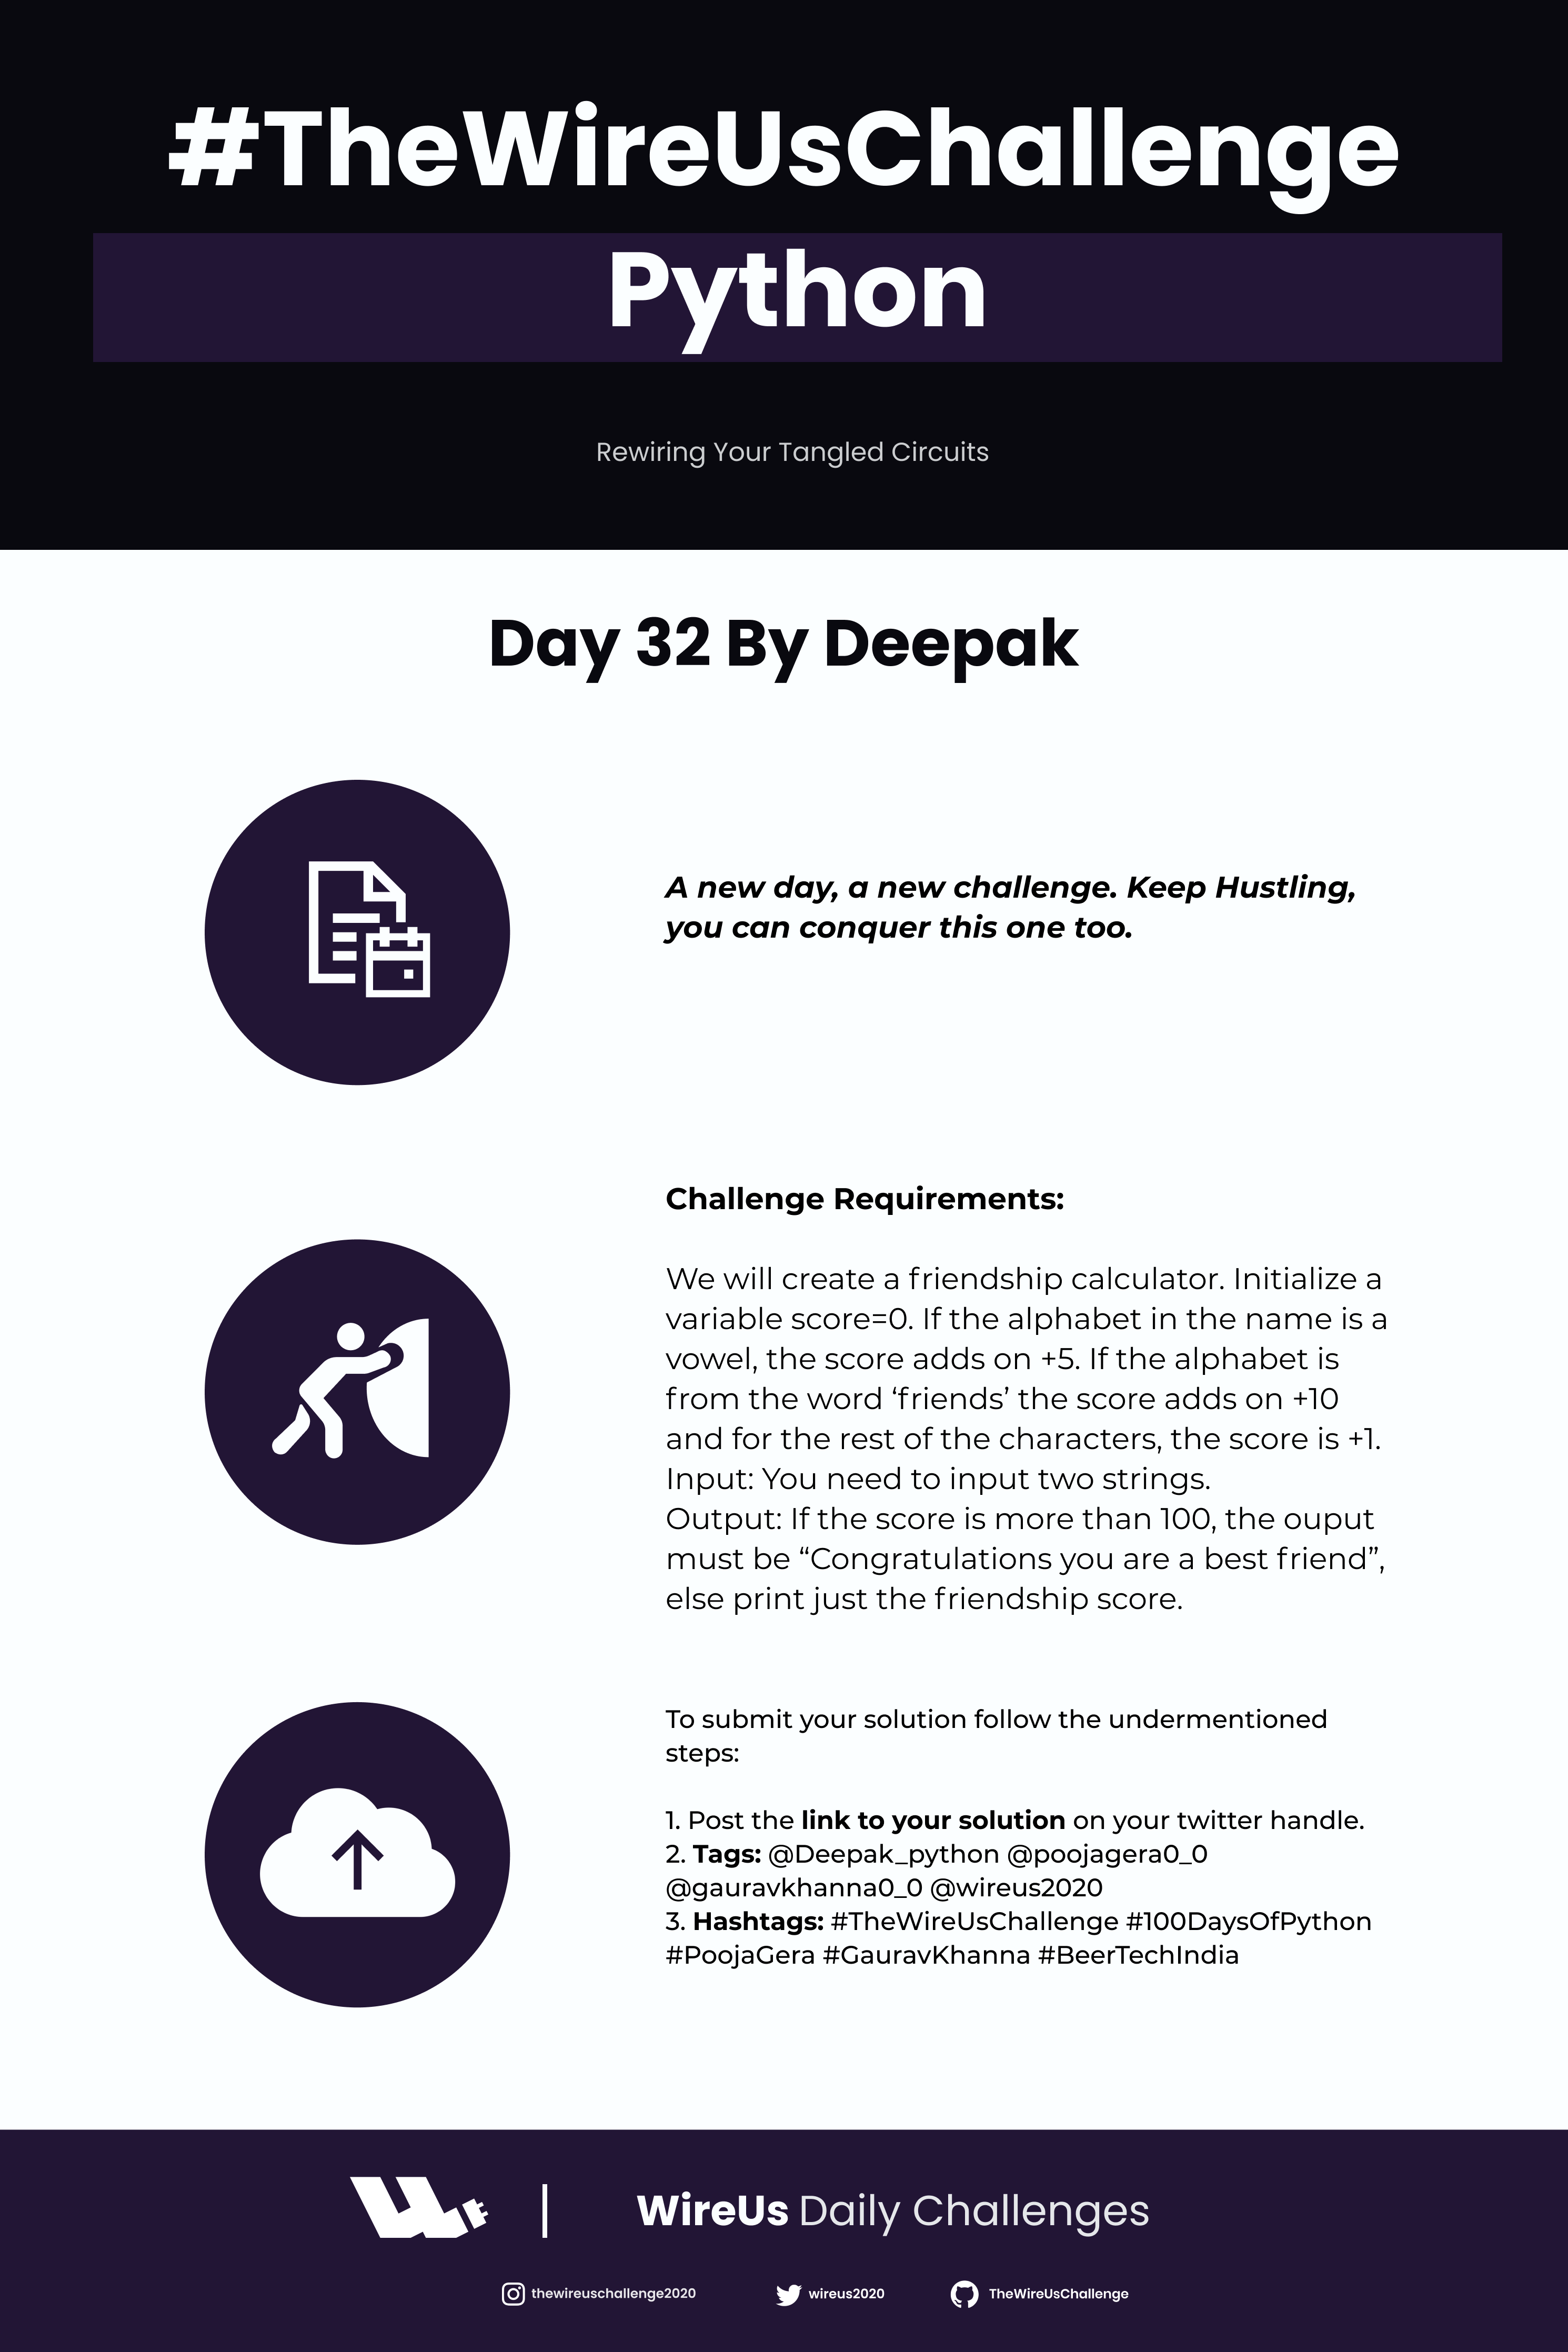 #TheWireUsChallenge
Python
Rewiring Your Tangled Circuits
Day 32 By Deepak
A new day, a new challenge. Keep Hustling,
you can conquer this one too.
Challenge Requirements:
We will create a friendship calculator. Initialize a
variable score=0. If the alphabet in the name is a
vowel, the score adds on +5. If the alphabet is
from the word ‘friends’ the score adds on +10
and for the rest of the characters, the score is +1.
Input: You need to input two strings.
Output: If the score is more than 100, the ouput
must be “Congratulations you are a best friend”,
else print just the friendship score.
To submit your solution follow the undermentioned
steps:
1. Post the link to your solution on your twitter handle.
2. Tags: @Deepak_python @poojagera0_0
@gauravkhanna0_0 @wireus2020
3. Hashtags: #TheWireUsChallenge #100DaysOfPython
#PoojaGera #GauravKhanna #BeerTechIndia
WireUs Daily Challenges
thewireuschallenge2020 wireus2020 TheWireUsChallenge